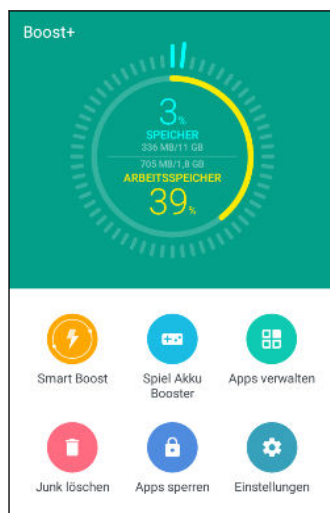 Boost+
3%
SPEICHER
336 MB/11 GB
705 MB/1,8 GB
ARBEITSSPEICHER
39%
Smart Boost
Spiel Akku
Booster
Apps verwalten
Junk löschen
Apps sperren
Einstellungen